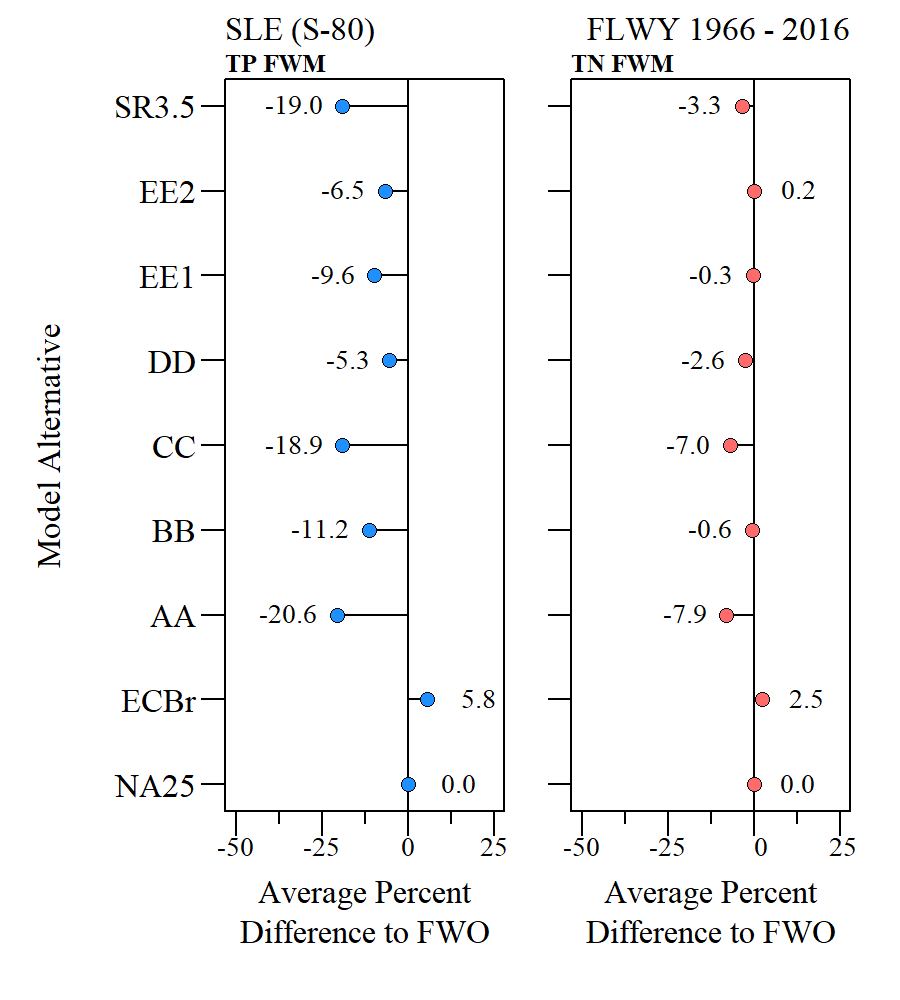 SLE (S-80) FLWY 1966 - 2016
TP FWM TN FWM
SR3.5 -19.0 -3.3
EE2 -6.5 0.2
EE1 -9.6 -0.3
DD -5.3 -2.6
CC -18.9 -7.0
BB -11.2 -0.6
AA -20.6 -7.9
ECBr 5.8 2.5
NA25 0.0 0.0
Model Alternative
-50 -25 0 25 -50 -25 0 25
Average Percent Average Percent
Difference to FWO Difference to FWO